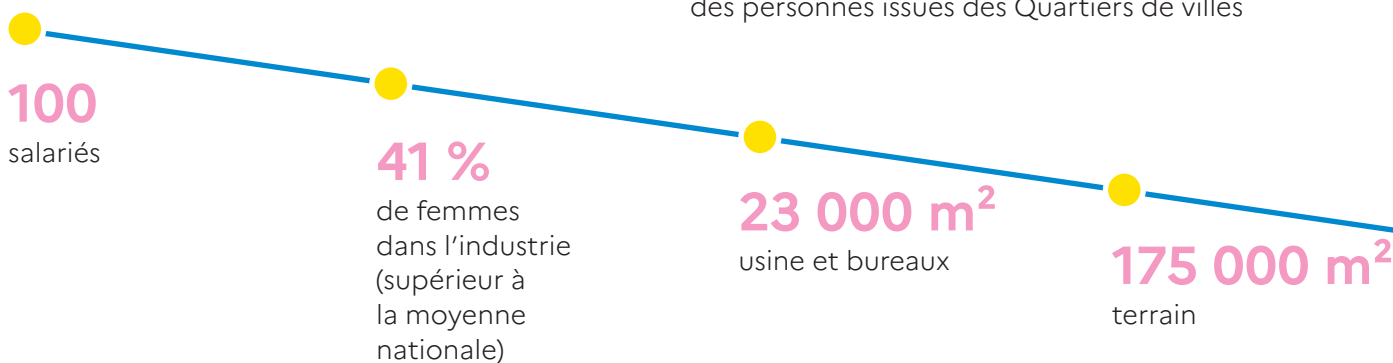 des personnes issues des Quartiers de villes
100
salariés
41 %
de femmes
dans l'industrie
(supérieur à
la moyenne
nationale)
23 000 m²
usine et bureaux
175 000 m²
terrain